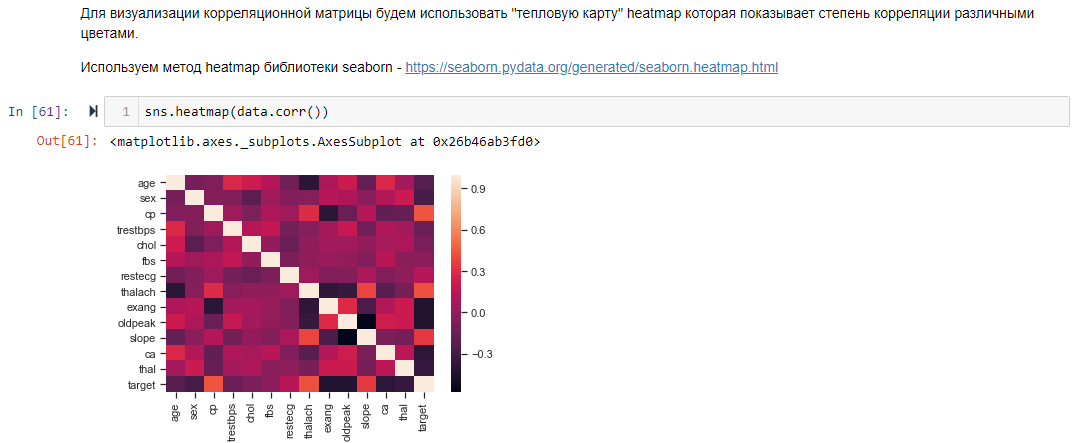 Для визуализации корреляционной матрицы будем использовать "тепловую карту" heatmap которая показывает степень корреляции различными
цветами.
Используем метод heatmap библиотеки seaborn - https://seaborn.pydata.org/generated/seaborn.heatmap.html
In [61]: 1 sns.heatmap(data.corr())
Out[61]: <matplotlib.axes._subplots.AxesSubplot at 0x26b46ab3fd0>
age
sex
cp
trestbps
chol
fbs
restecg
thalach
exang
oldpeak
slope
ca
thal
target
age sex cp trestbps chol fbs restecg thalach exang oldpeak slope ca thal target
0.9
0.6
0.3
0.0
−0.3